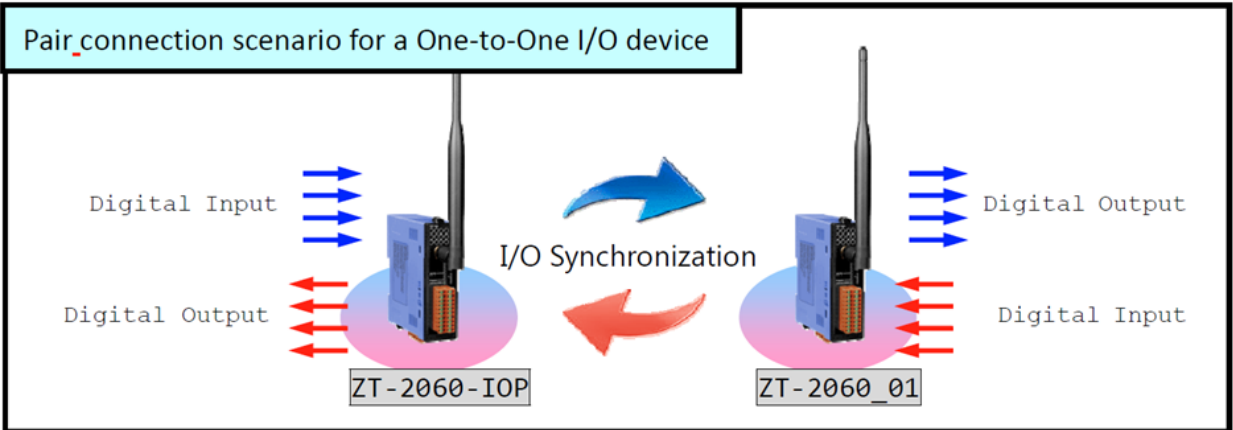 Pair connection scenario for a One-to-One I/O device
Digital Input
Digital Output
I/O Synchronization
Digital Output
Digital Input
ZT-2060-IOP
ZT-2060_01